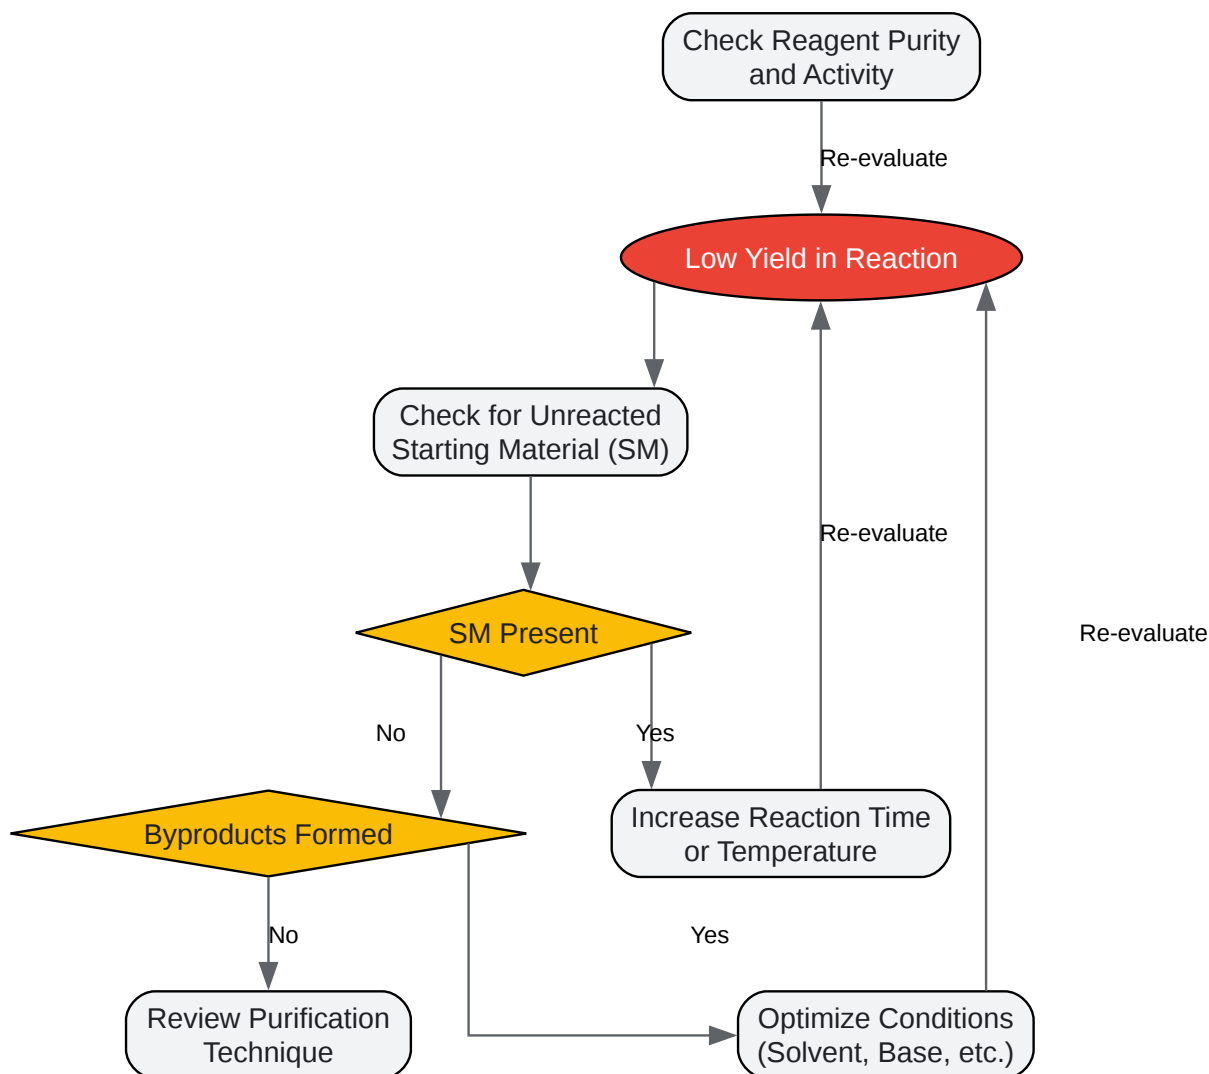 Check Reagent Purity
and Activity
Re-evaluate
Low Yield in Reaction
Check for Unreacted
Starting Material (SM)
Re-evaluate
SM Present
Re-evaluate
No
Yes
Increase Reaction Time
or Temperature
Byproducts Formed
No
Yes
Review Purification
Technique
Optimize Conditions
(Solvent, Base, etc.)